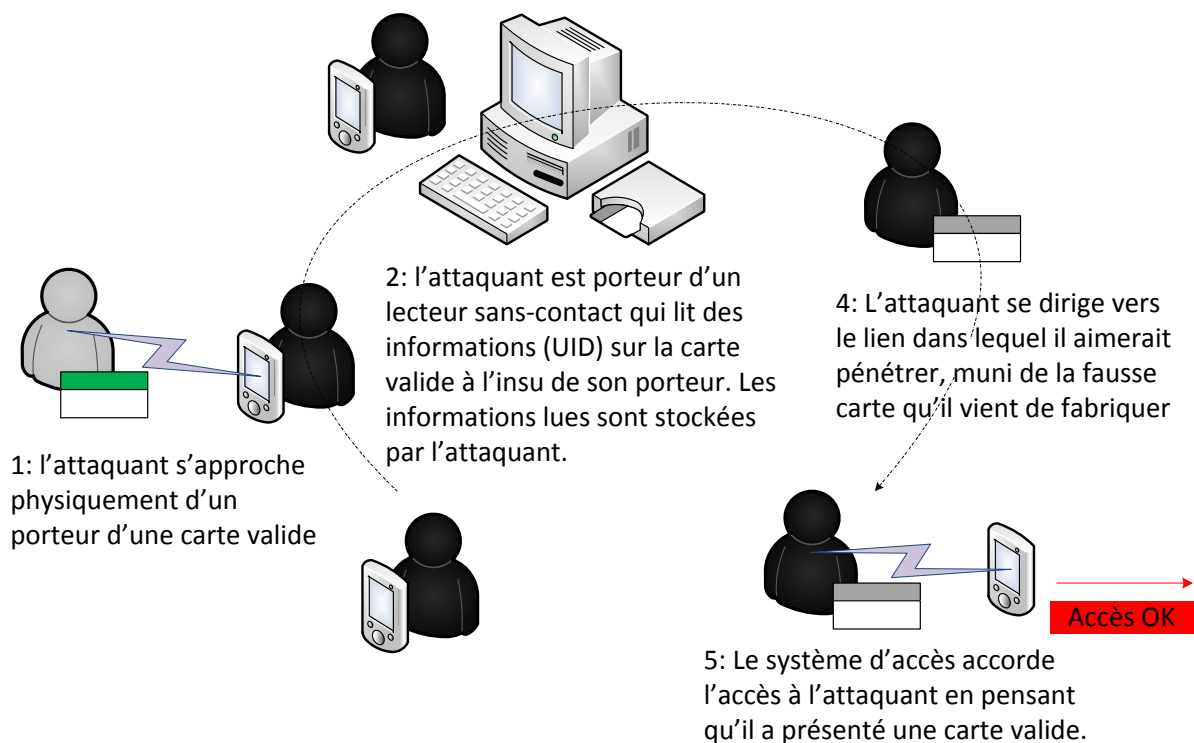 1: l’attaquant s’approche
physiquement d’un
porteur d’une carte valide
2: l’attaquant est porteur d’un
lecteur sans-contact qui lit des
informations (UID) sur la carte
valide à l’insu de son porteur. Les
informations lues sont stockées
par l’attaquant.
4: L’attaquant se dirige vers
le lien dans lequel il aimerait
pénétrer, muni de la fausse
carte qu’il vient de fabriquer
5: Le système d’accès accorde
l’accès à l’attaquant en pensant
qu’il a présenté une carte valide.
Accès OK